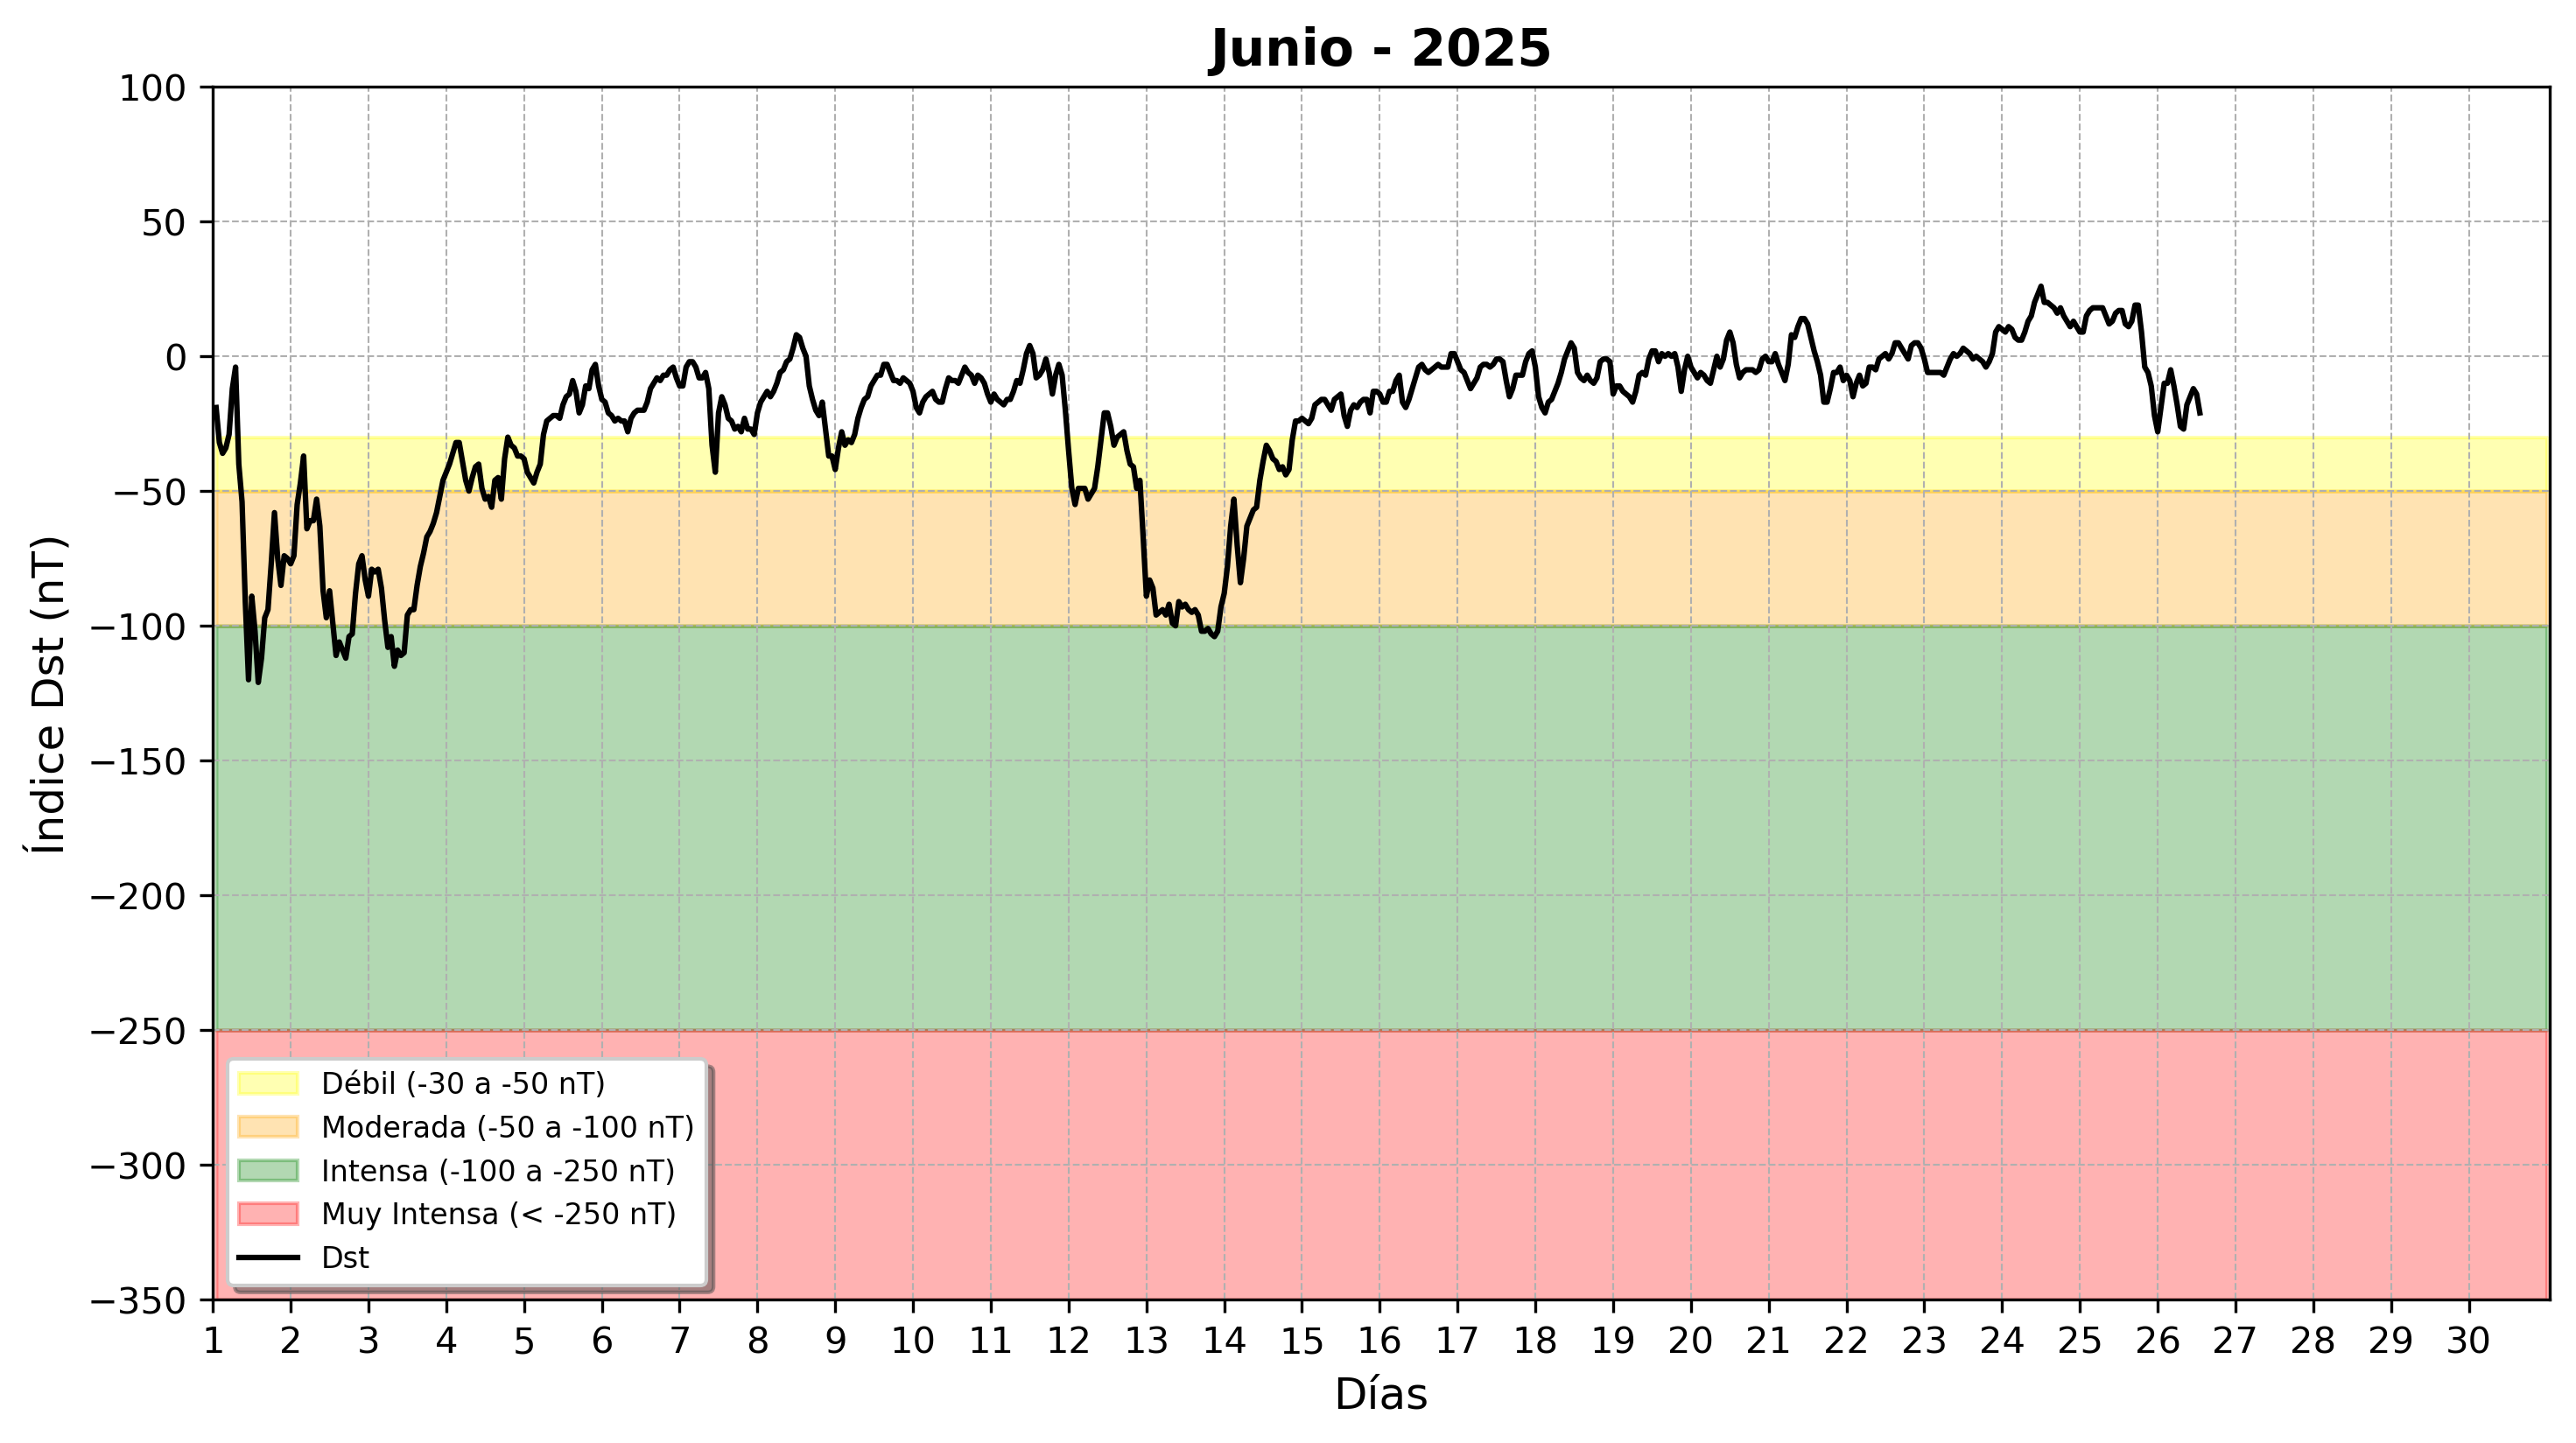 Junio - 2025
100
50
0
−50
−100
−150
−200
−250
−300
−350
Índice Dst (nT)
Débil (-30 a -50 nT)
Moderada (-50 a -100 nT)
Intensa (-100 a -250 nT)
Muy Intensa (< -250 nT)
Dst
1 2 3 4 5 6 7 8 9 10 11 12 13 14 15 16 17 18 19 20 21 22 23 24 25 26 27 28 29 30
Días